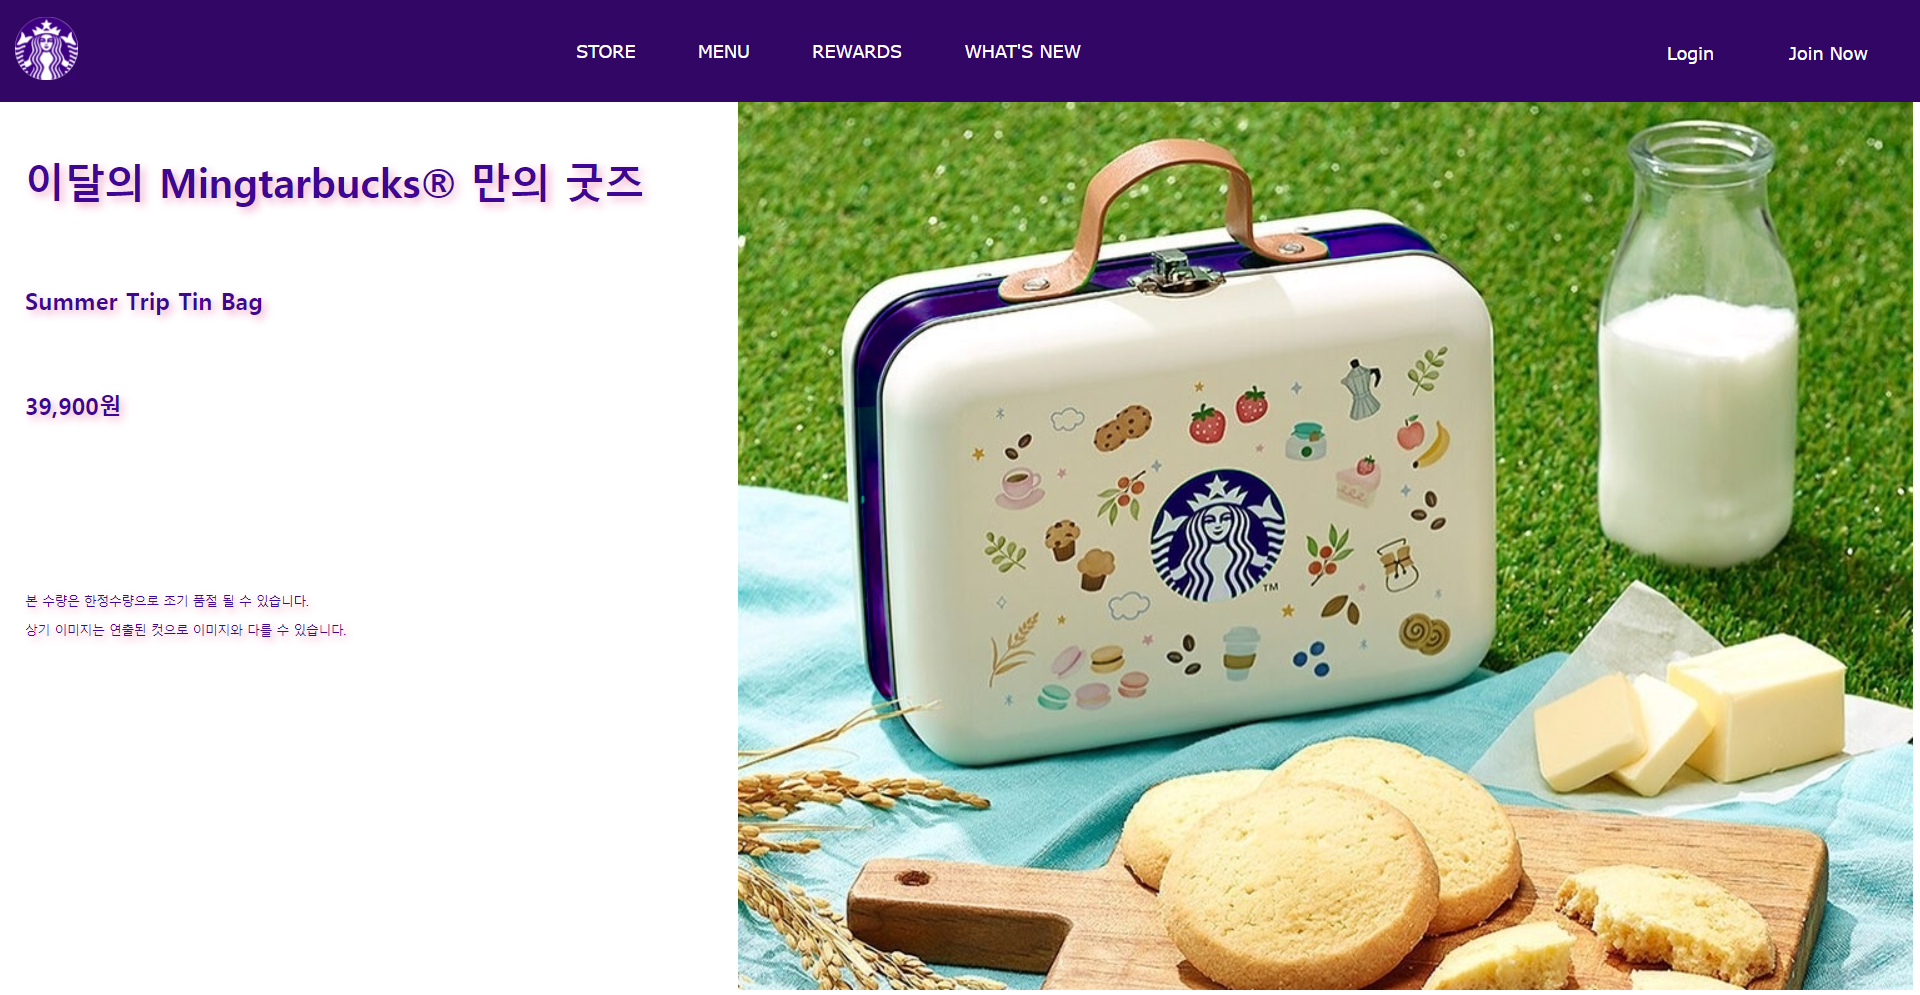 STORE MENU REWARDS WHAT'S NEW Login Join Now
이달의 Mingtarbucks® 만의 굿즈
Summer Trip Tin Bag
39,900원
본 수량은 한정수량으로 조기 품절 될 수 있습니다.
상기 이미지는 연출된 컷으로 이미지와 다를 수 있습니다.
TM